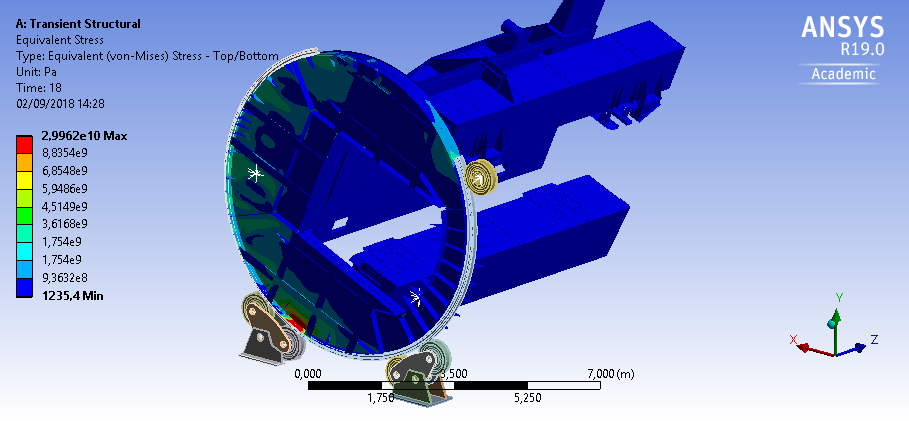 A: Transient Structural
Equivalent Stress
Type: Equivalent (von-Mises) Stress - Top/Bottom
Unit: Pa
Time: 18
02/09/2018 14:28
2,9962e10 Max
8,8354e9
6,8548e9
5,9486e9
4,5149e9
3,6168e9
1,754e9
1,754e9
9,3632e8
1235,4 Min
ANSYS
R19.0
Academic
Y
X
Z
0,000
3,500
7,000 (m)
1,750
5,250